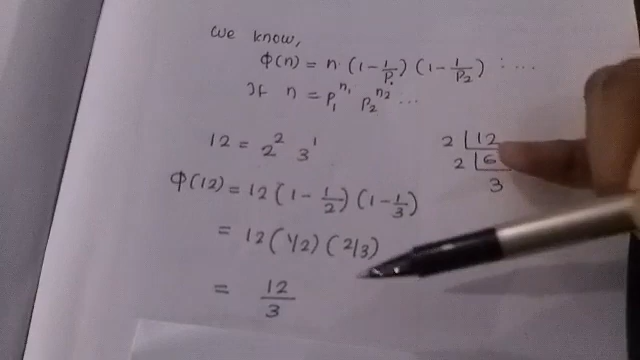 We know,
φ(n) = n · (1 - 1/P₁) (1 - 1/P₂) : ....
If n = P₁^n₁ P₂^n₂ ...
12 = 2² 3¹
2 | 12
2 | 6
3
φ(12) = 12 (1 - 1/2) (1 - 1/3)
= 12 (1/2) (2/3)
= 12/3